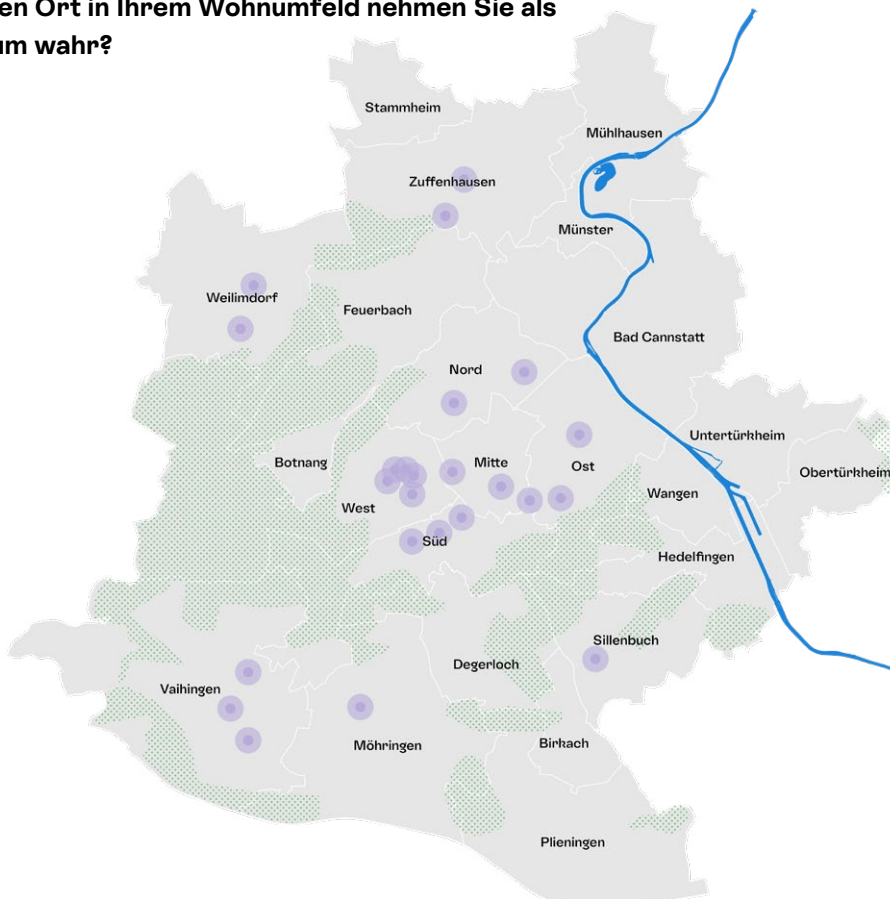 en Ort in Ihrem Wohnumfeld nehmen Sie als
um wahr?
Stammheim
Mühlhausen
Zuffenhausen
Münster
Weilimdorf
Feuerbach
Bad Cannstatt
Nord
Untertürkheim
Botnang
Mitte
Ost
Obertürkheim
West
Wangen
Süd
Hedelfingen
Sillenbuch
Degerloch
Vaihingen
Möhringen
Birkach
Plieningen